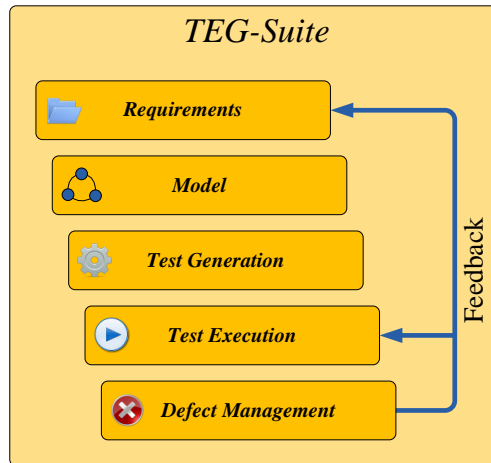 TEG-Suite
Requirements
Model
Test Generation
Test Execution
Defect Management
Feedback